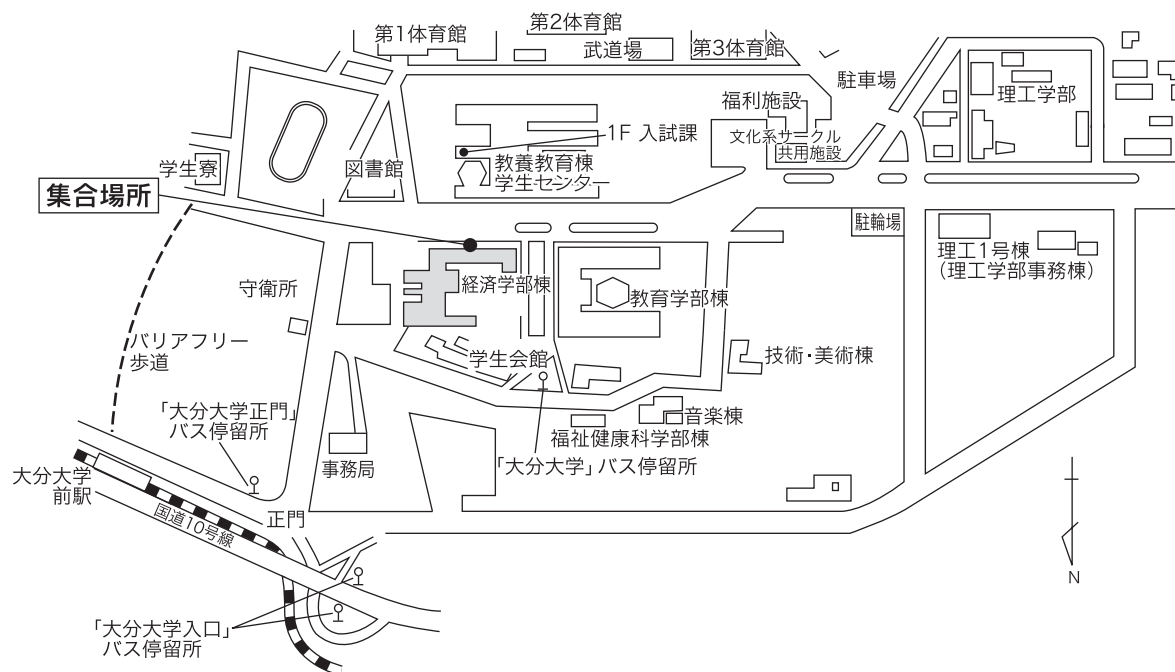 第1体育館
第2体育館
武道場
第3体育館
駐車場
福利施設
文化系サークル
共用施設
理工学部
1F 入試課
教養教育棟
学生センター
図書館
学生寮
集合場所
駐輪場
理工1号棟
(理工学部事務棟)
経済学部棟
教育学部棟
守衛所
バリアフリー
歩道
学生会館
技術・美術棟
音楽棟
福祉健康科学部棟
「大分大学」バス停留所
「大分大学正門」
バス停留所
事務局
大分大学
前駅
国道10号線
正門
N
「大分大学入口」
バス停留所